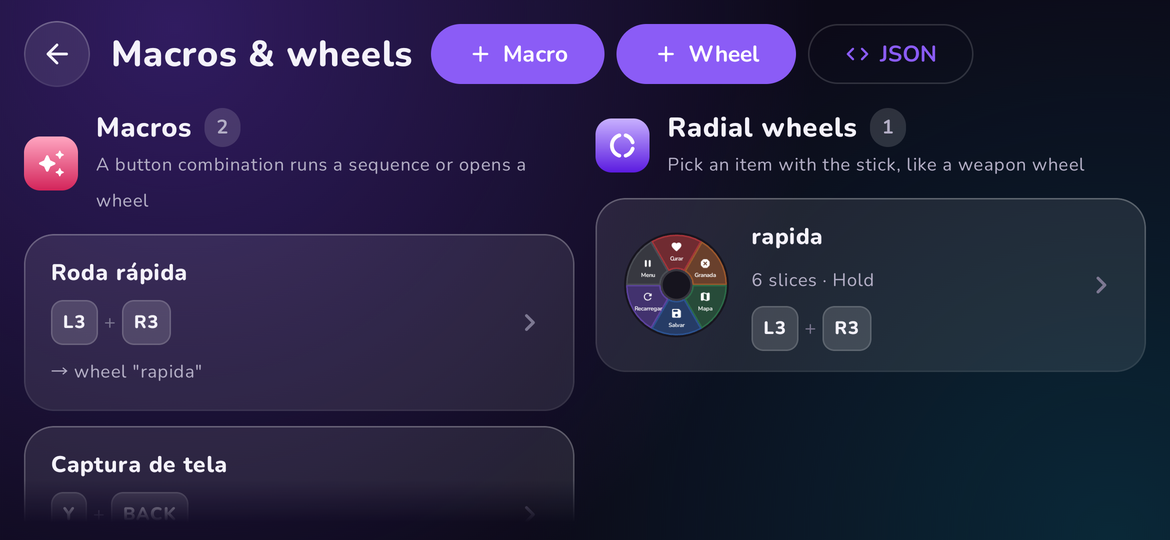 Macros & wheels
+ Macro
+ Wheel
<> JSON
Macros 2
A button combination runs a sequence or opens a
wheel
Roda rápida
L3 + R3
→ wheel "rapida"
Captura de tela
Y + BACK
Radial wheels 1
Pick an item with the stick, like a weapon wheel
Curar
Granada
Mapa
Salvar
Recarregar
Menu
rapida
6 slices · Hold
L3 + R3